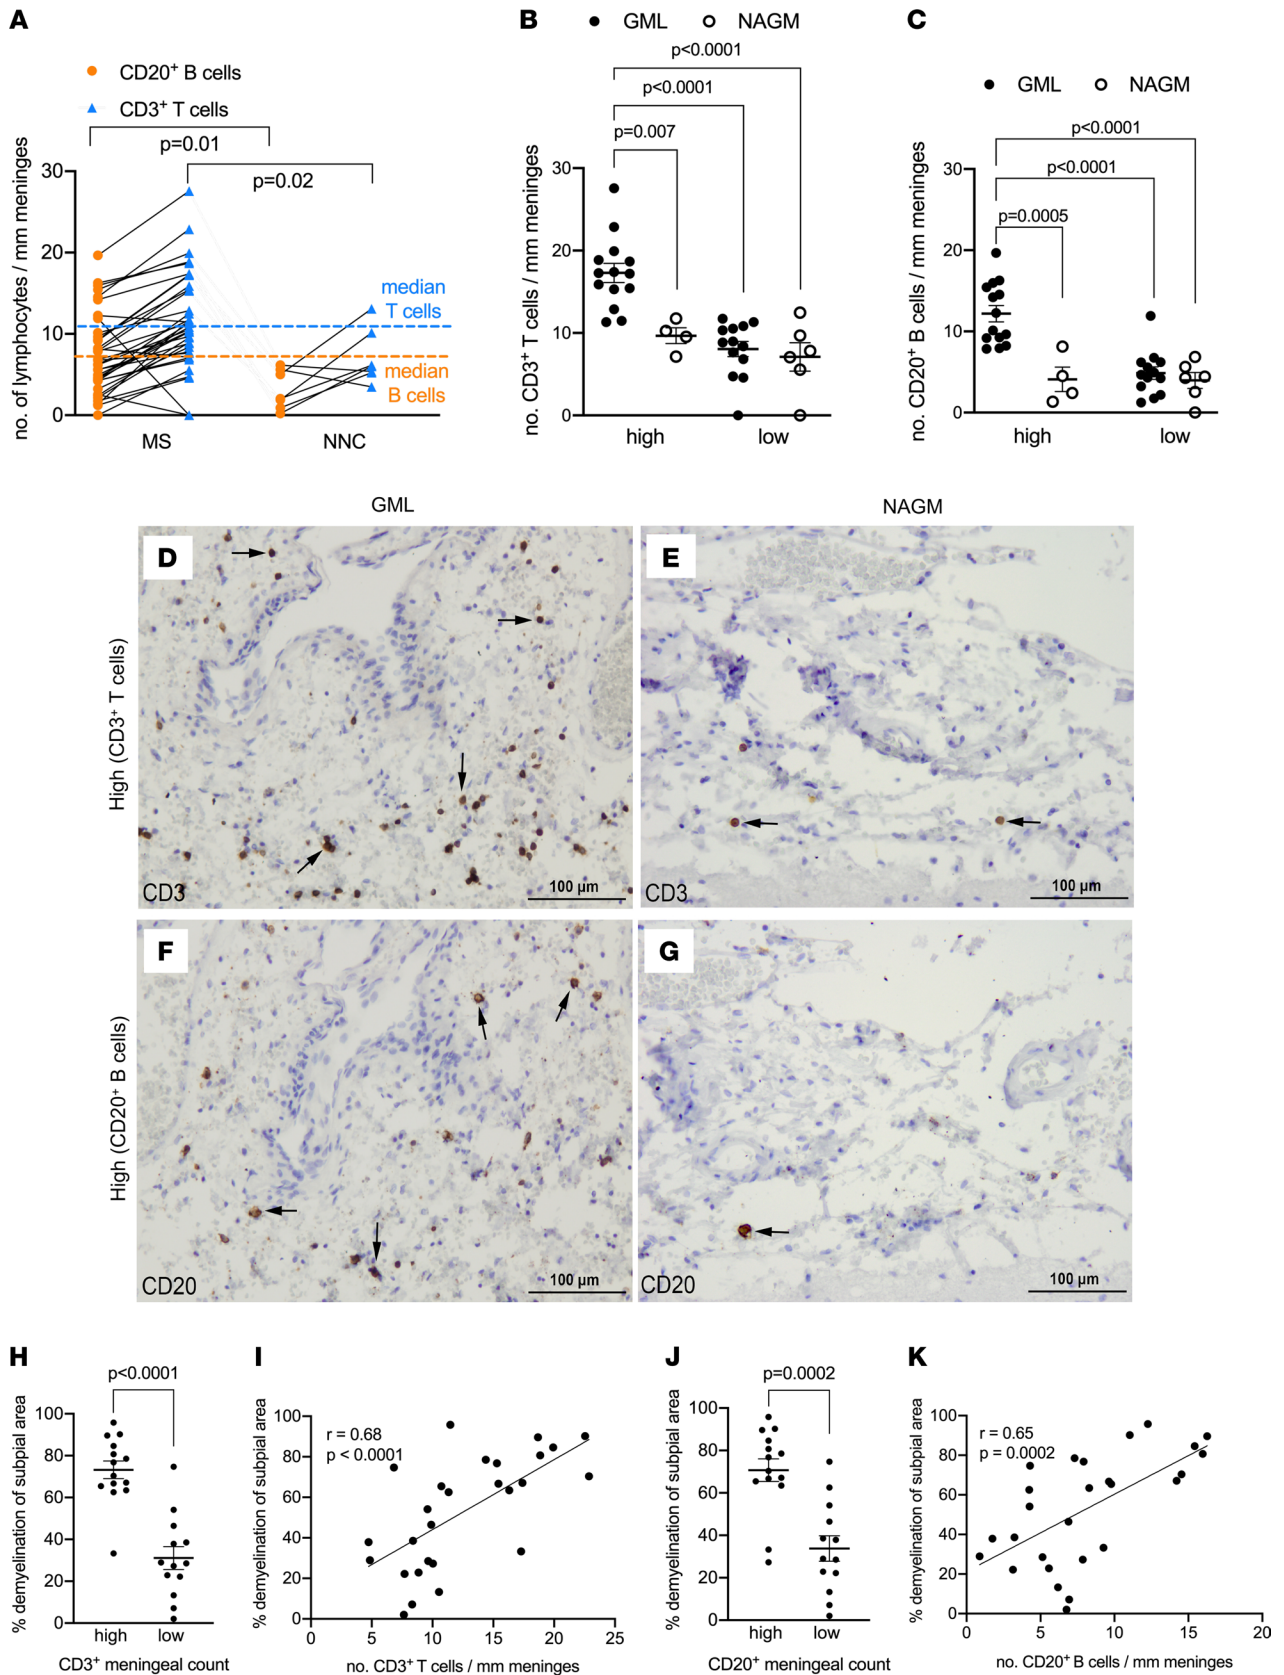 A
CD20+ B cells
CD3+ T cells
p=0.01
p=0.02
no. of lymphocytes / mm meninges
30
20
10
0
median
T cells
median
B cells
MS
NNC
B
GML
NAGM
p<0.0001
p<0.0001
p=0.007
no. CD3+ T cells / mm meninges
30
20
10
0
high
low
C
GML
NAGM
p<0.0001
p<0.0001
p=0.0005
no. CD20+ B cells / mm meninges
30
20
10
0
high
low
GML
NAGM
High (CD3+ T cells)
D
CD3
100 µm
E
CD3
100 µm
High (CD20+ B cells)
F
CD20
100 µm
G
CD20
100 µm
H
p<0.0001
% demyelination of subpial area
100
80
60
40
20
0
high
low
CD3+ meningeal count
I
r = 0.68
p < 0.0001
% demyelination of subpial area
100
80
60
40
20
0
0
5
10
15
20
25
no. CD3+ T cells / mm meninges
J
p=0.0002
% demyelination of subpial area
100
80
60
40
20
0
high
low
CD20+ meningeal count
K
r = 0.65
p = 0.0002
% demyelination of subpial area
100
80
60
40
20
0
0
5
10
15
20
no. CD20+ B cells / mm meninges